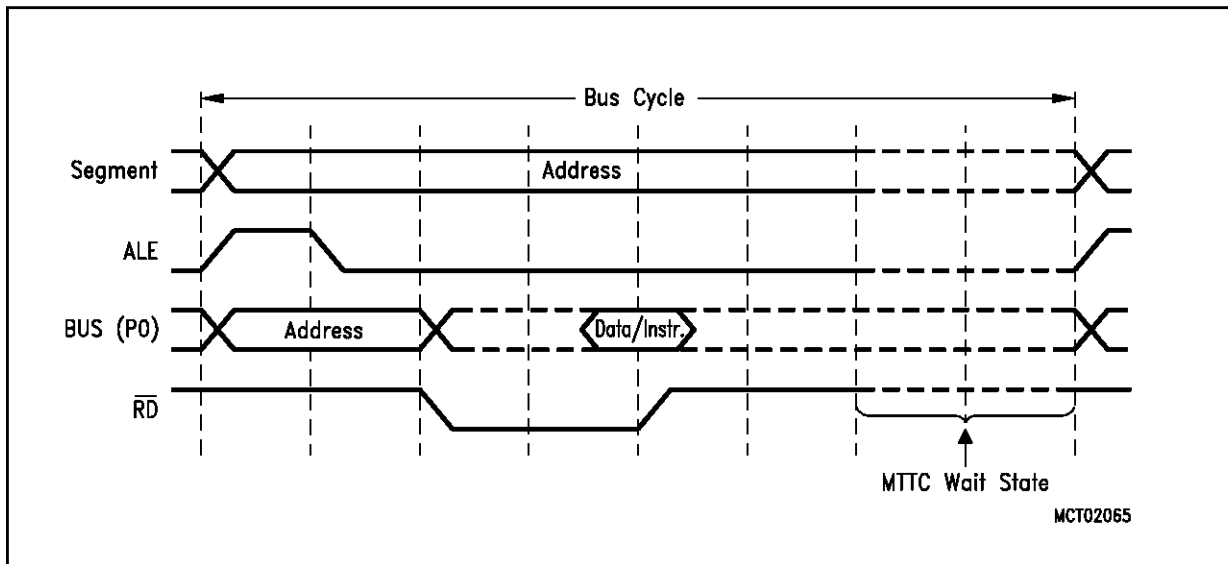 Bus Cycle
Segment
Address
ALE
BUS (P0)
Address
Data/Instr.
RD
MTTC Wait State
MCT02065